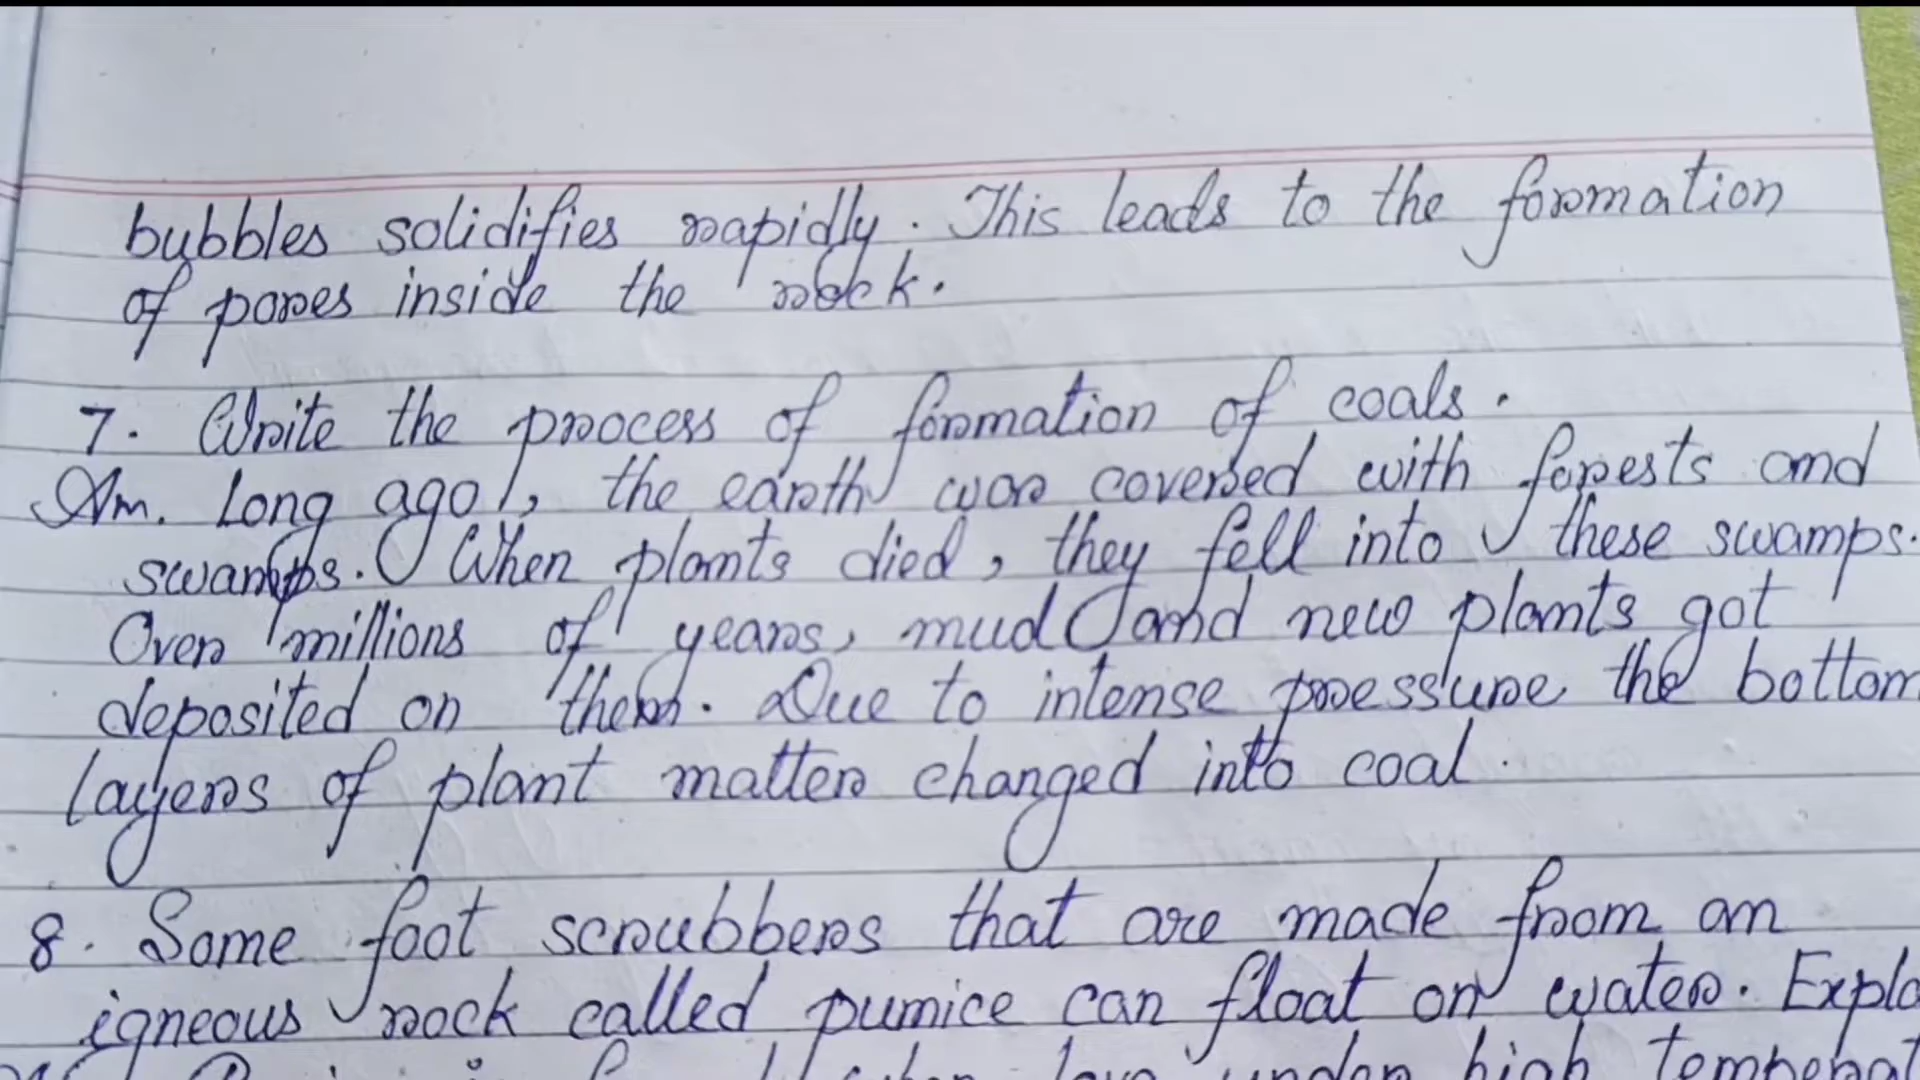 bubbles solidifies rapidly. This leads to the formation
of pores inside the rock.
7. Write the process of formation of coals.
Ans. Long ago, the earth was covered with forests and
swamps. When plants died, they fell into these swamps.
Over millions of years, mud and new plants got
deposited on them. Due to intense pressure the bottom
layers of plant matter changed into coal.
8. Some foot scrubbers that are made from an
igneous rock called pumice can float on water. Expla
under high temperat